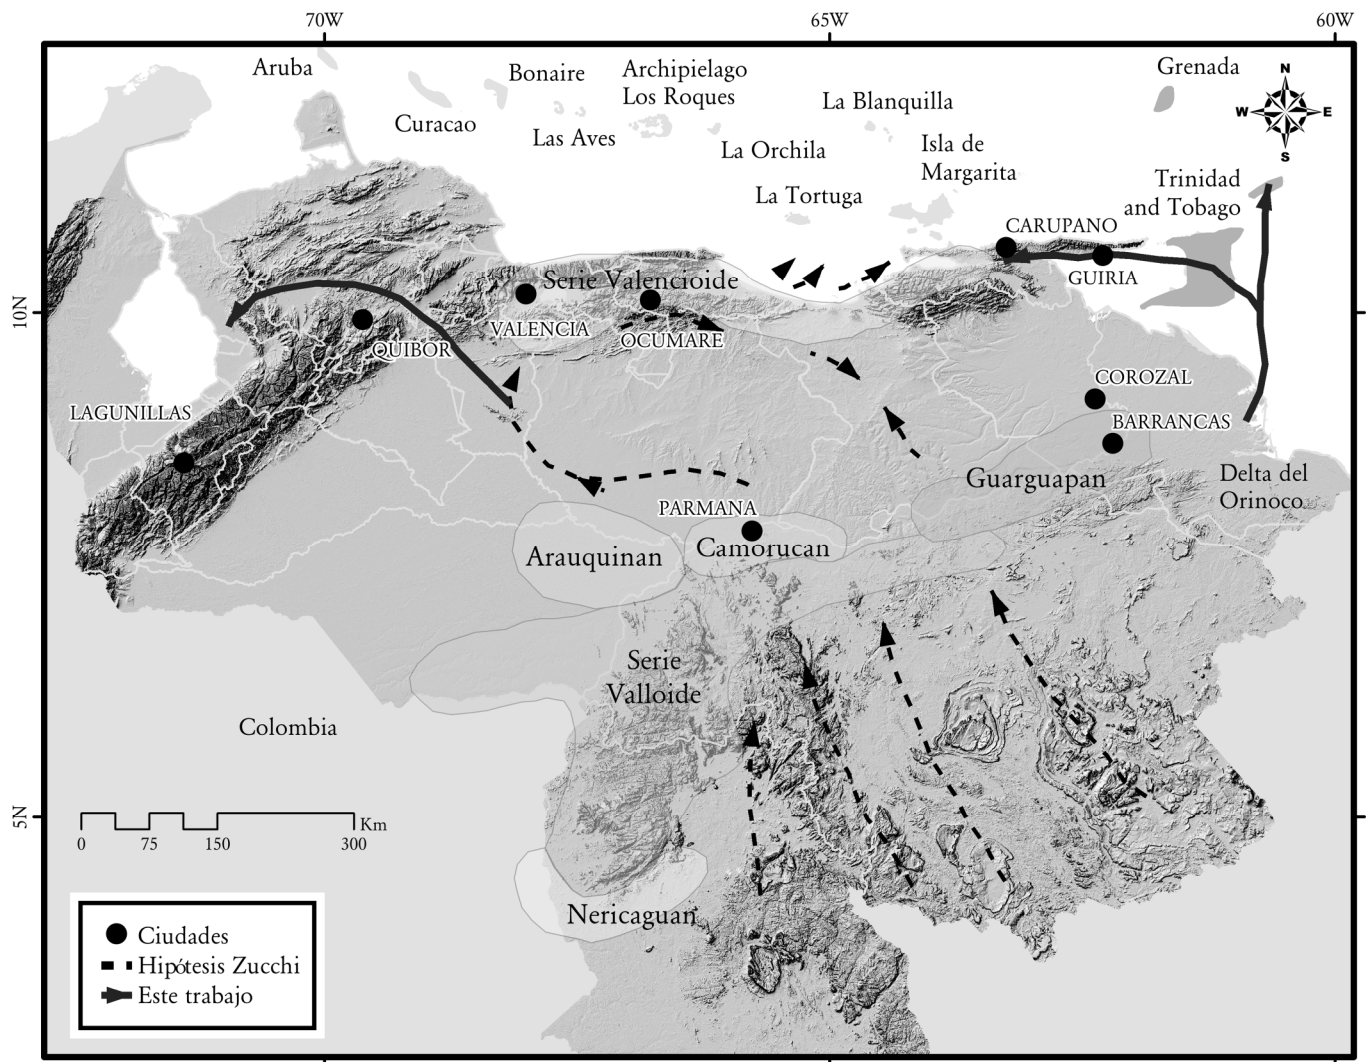 70W
65W
60W
Aruba
Bonaire
Archipielago
Los Roques
Grenada
N
W
E
S
Curacao
La Blanquilla
Las Aves
La Orchila
Isla de
Margarita
La Tortuga
Trinidad
and Tobago
CARUPANO
GUIRIA
Serie Valencioide
10N
VALENCIA
OCUMARE
QUIBOR
COROZAL
LAGUNILLAS
BARRANCAS
Guarguapan
Delta del
Orinoco
PARMANA
Arauquinan
Camorucan
Serie
Valloide
Colombia
5N
Km
0
75
150
300
Nericaguan
Ciudades
Hipótesis Zucchi
Este trabajo